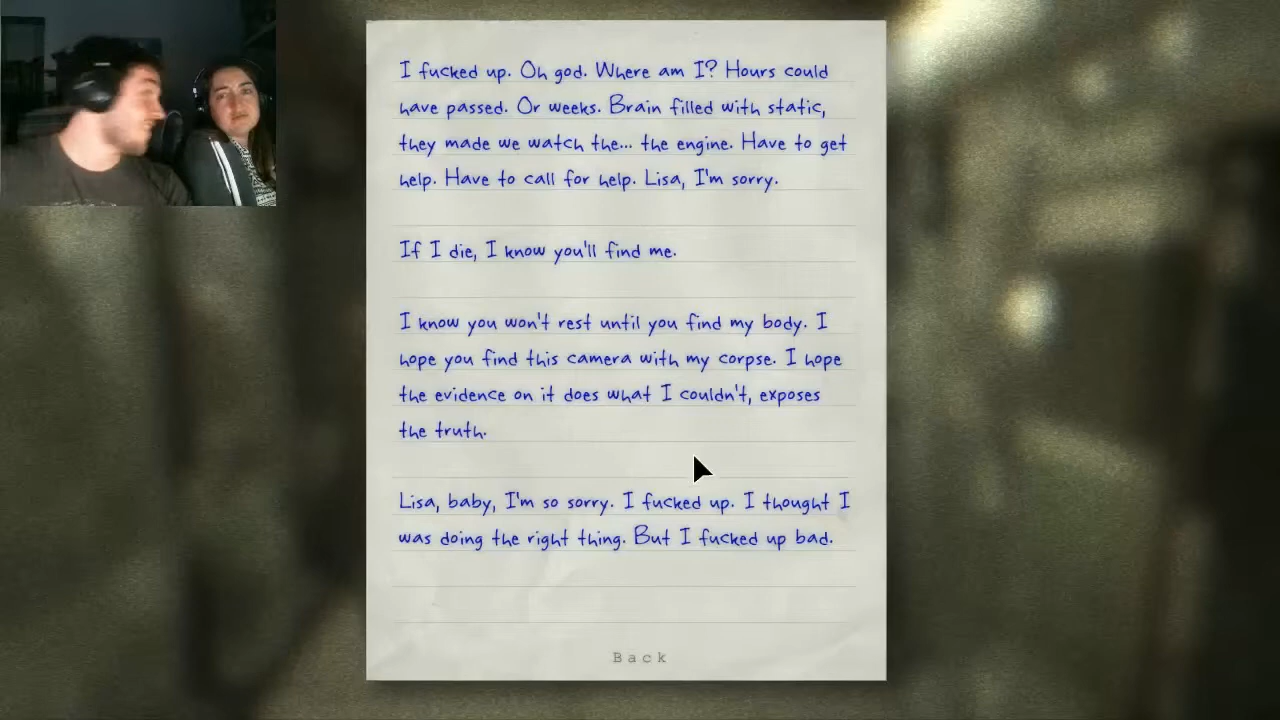 I fucked up. Oh god. Where am I? Hours could
have passed. Or weeks. Brain filled with static,
they made we watch the... the engine. Have to get
help. Have to call for help. Lisa, I'm sorry.
If I die, I know you'll find me.
I know you won't rest until you find my body. I
hope you find this camera with my corpse. I hope
the evidence on it does what I couldn't, exposes
the truth.
Lisa, baby, I'm so sorry. I fucked up. I thought I
was doing the right thing. But I fucked up bad.
Back